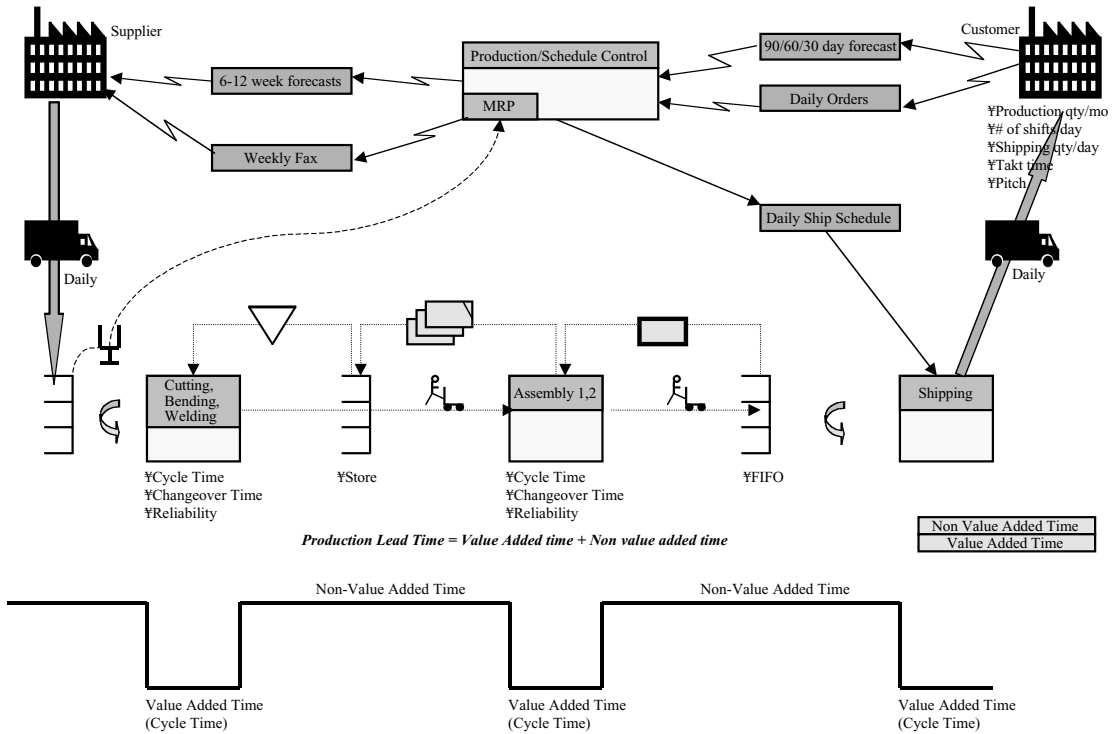 Supplier
Customer
Production/Schedule Control
90/60/30 day forecast
6-12 week forecasts
MRP
Daily Orders
¥Production qty/mo
¥# of shifts/day
¥Shipping qty/day
¥Takt time
¥Pitch
Weekly Fax
Daily Ship Schedule
Daily
Daily
Cutting,
Bending,
Welding
Assembly 1,2
Shipping
¥Cycle Time
¥Changeover Time
¥Reliability
¥Store
¥Cycle Time
¥Changeover Time
¥Reliability
¥FIFO
Production Lead Time = Value Added time + Non value added time
Non Value Added Time
Value Added Time
Non-Value Added Time
Non-Value Added Time
Value Added Time
(Cycle Time)
Value Added Time
(Cycle Time)
Value Added Time
(Cycle Time)